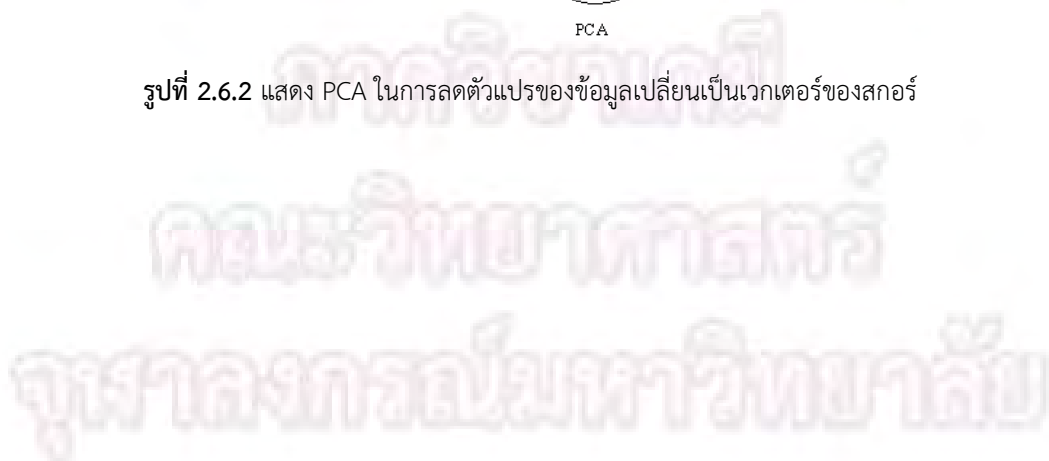 PCA
รูปที่ 2.6.2 แสดง PCA ในการลดตัวแปรของข้อมูลเปลี่ยนเป็นเวกเตอร์ของสกอร์
ภาควิชาเคมี
คณะวิทยาศาสตร์
จุฬาลงกรณ์มหาวิทยาลัย